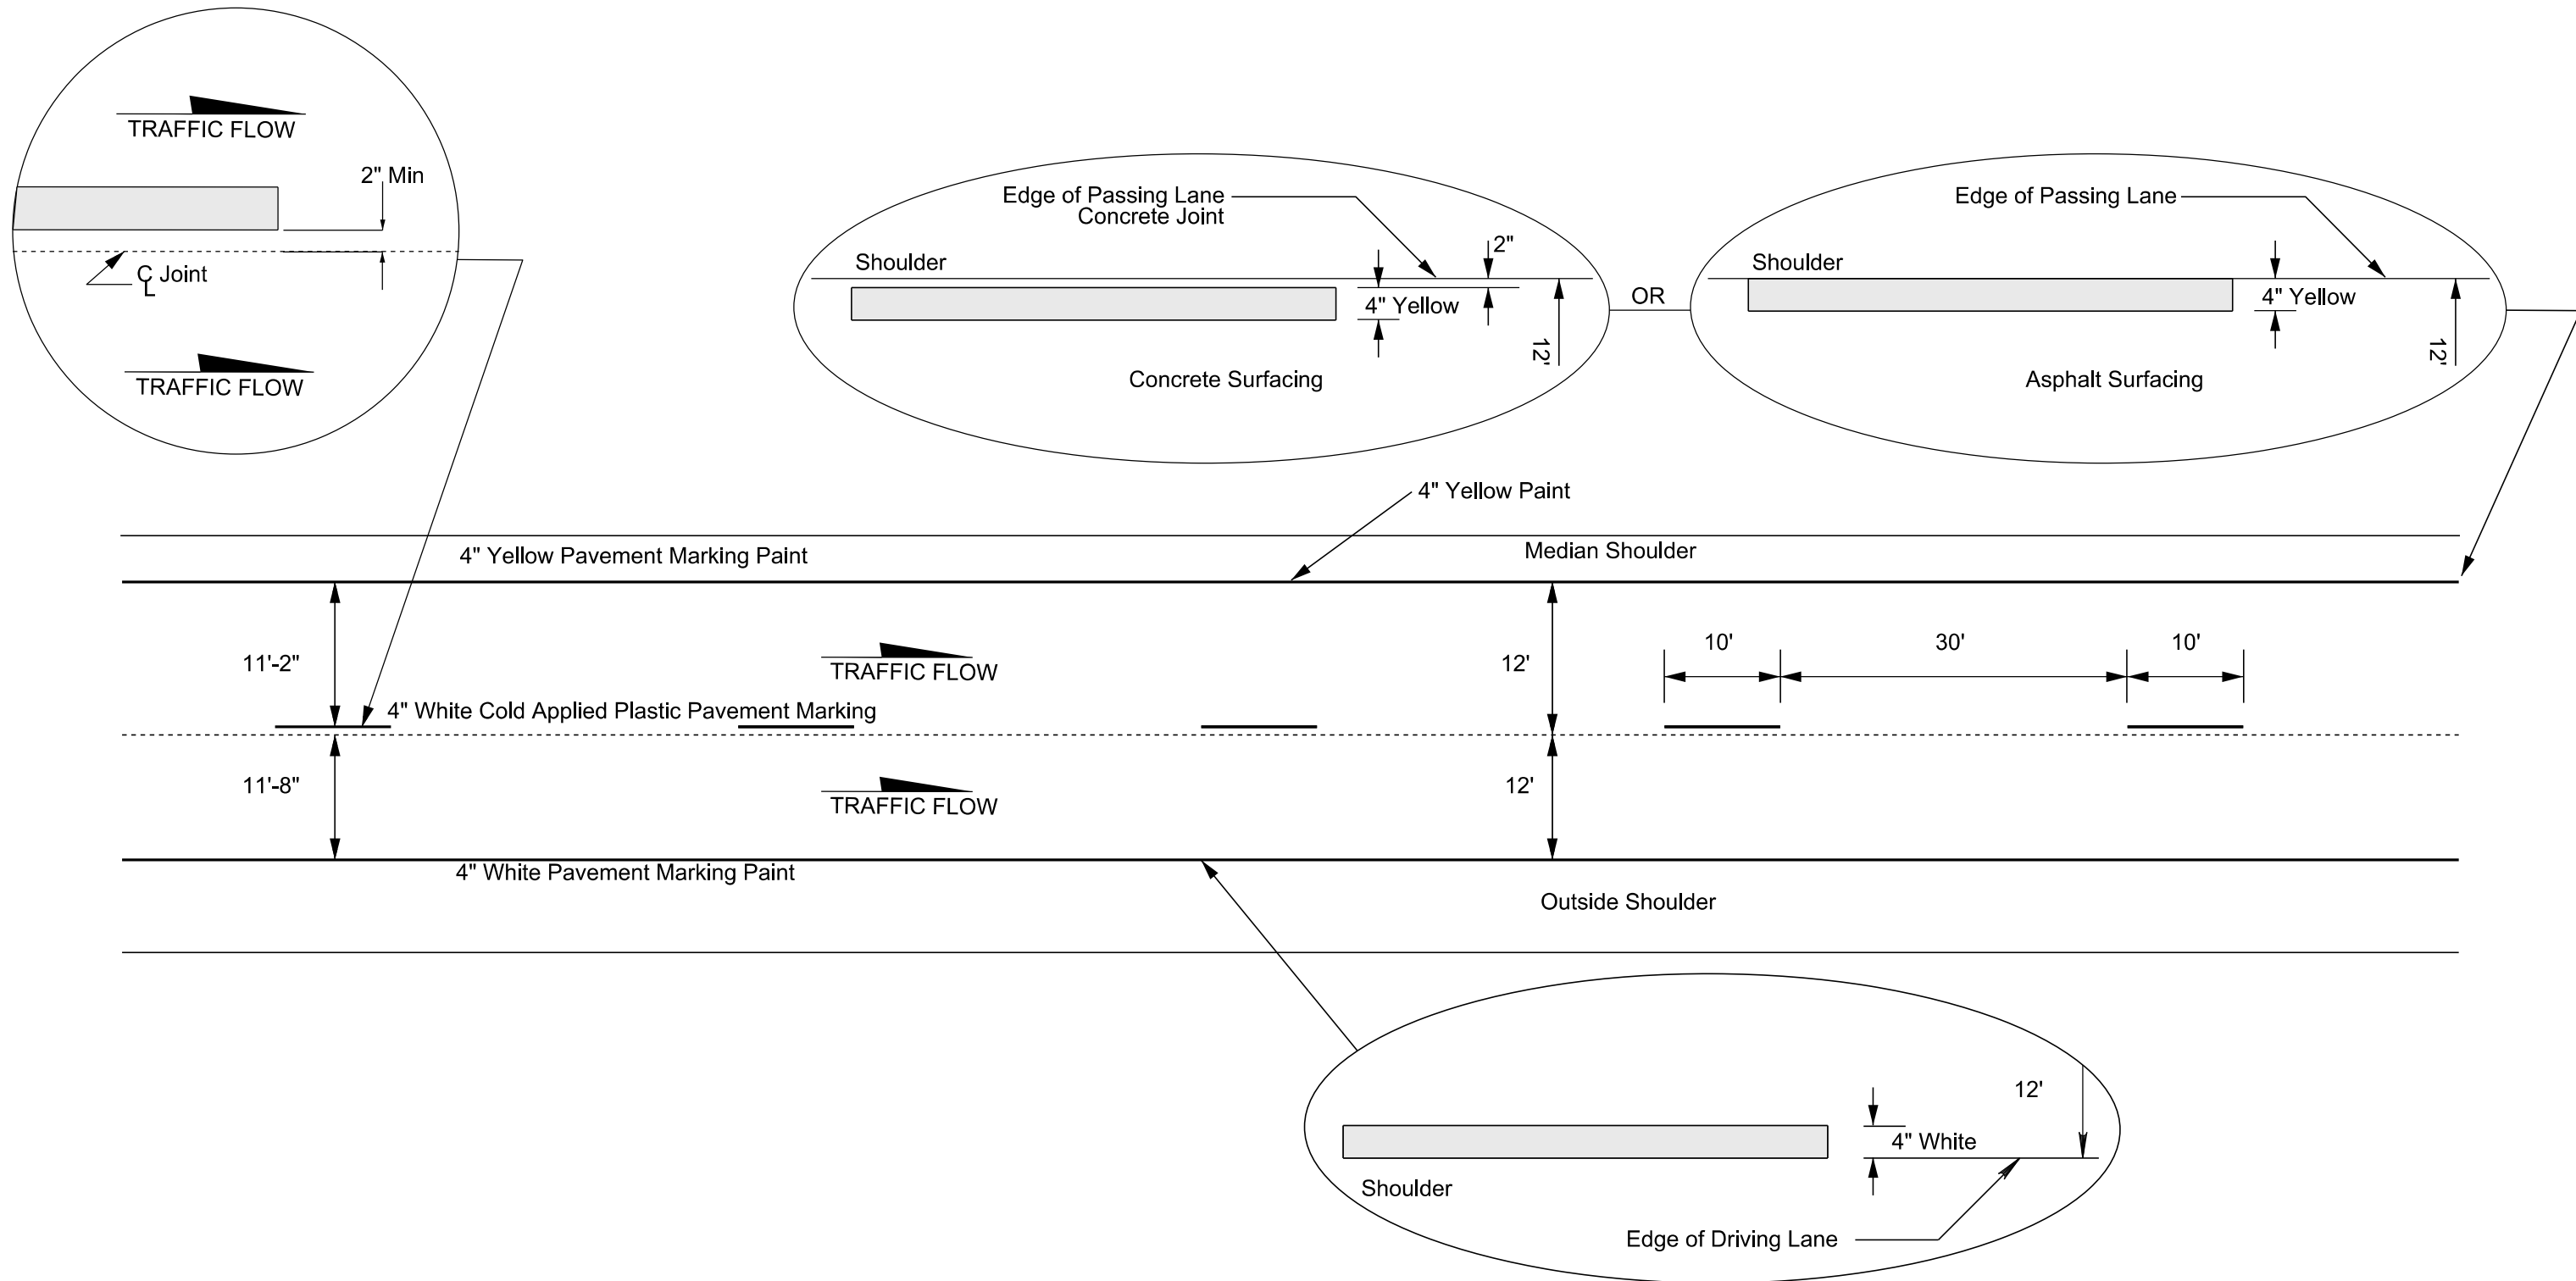 TRAFFIC FLOW
2" Min
C
L Joint
TRAFFIC FLOW
Edge of Passing Lane
Concrete Joint
Shoulder
2"
4" Yellow
12'
Concrete Surfacing
OR
Edge of Passing Lane
Shoulder
4" Yellow
12'
Asphalt Surfacing
4" Yellow Paint
4" Yellow Pavement Marking Paint
Median Shoulder
11'-2"
TRAFFIC FLOW
12'
10'
30'
10'
4" White Cold Applied Plastic Pavement Marking
11'-8"
TRAFFIC FLOW
12'
4" White Pavement Marking Paint
Outside Shoulder
12'
4" White
Shoulder
Edge of Driving Lane